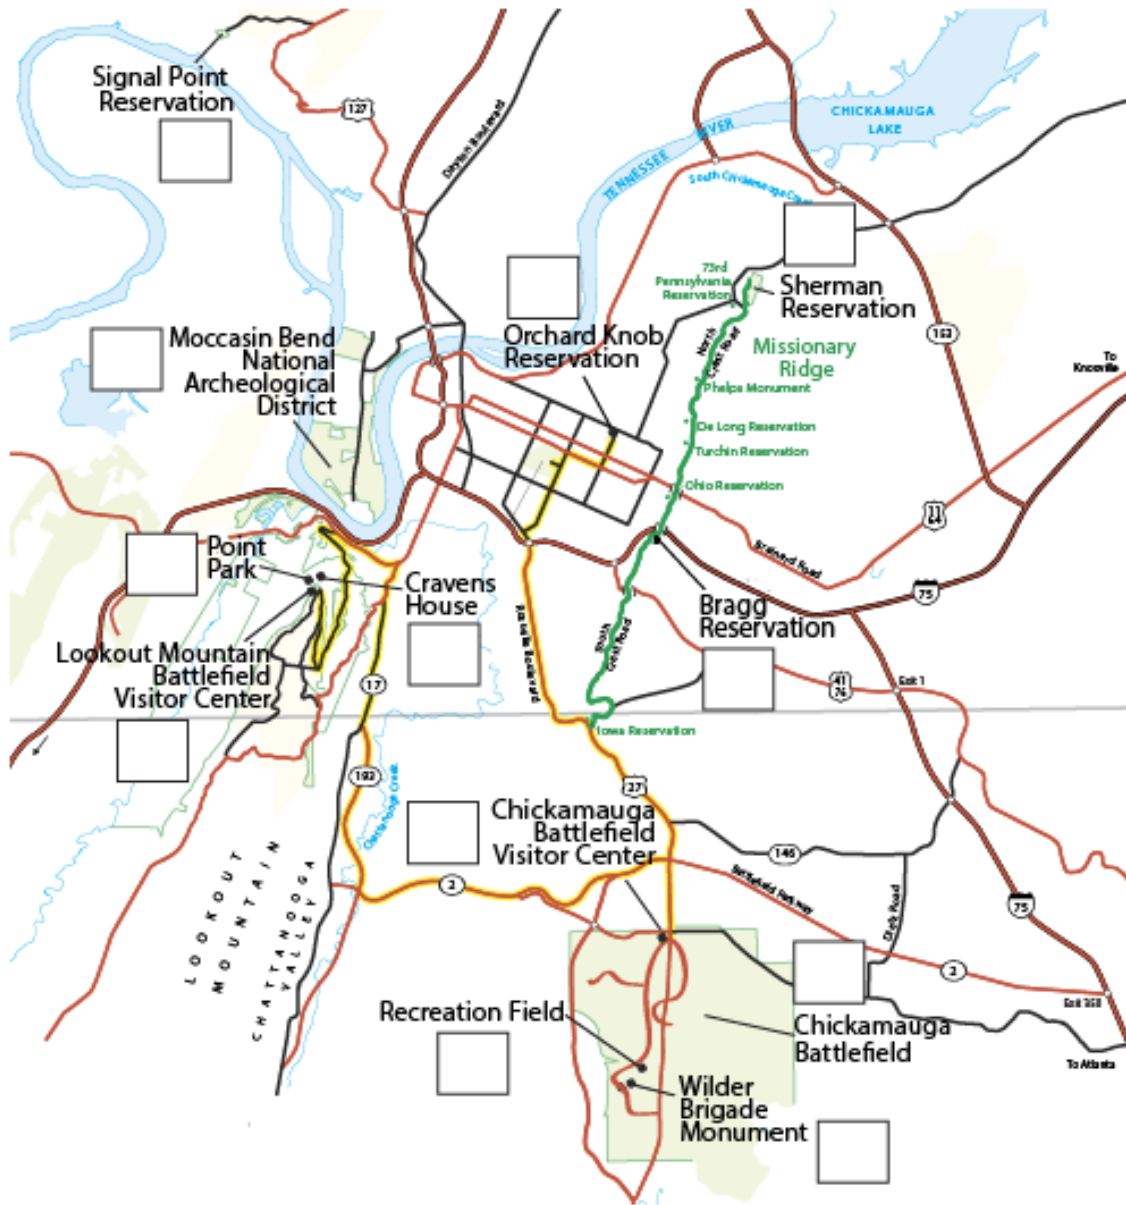 Signal Point
Reservation
127
Dayton Boulevard
TENNESSEE RIVER
CHICKAMAUGA
LAKE
73rd
Pennsylvania
Reservation
Sherman
Reservation
Orchard Knob
Reservation
Moccasin Bend
National
Archeological
District
North
Crest Road
Missionary
Ridge
153
To
Knoxville
Phelps Monument
De Long Reservation
Turchin Reservation
Ohio Reservation
11
64
Brainerd Road
75
Point
Park
Cravens
House
Bragg
Reservation
Lookout Mountain
Battlefield
Visitor Center
17
Rossville Boulevard
South
Crest Road
41
76
Exit 1
Iowa Reservation
193
Chattanooga Creek
27
Chickamauga
Battlefield
Visitor Center
146
2
Battlefield Parkway
Dietz Road
75
LOOKOUT
MOUNTAIN
CHATTANOOGA
VALLEY
2
Exit 350
Recreation Field
Chickamauga
Battlefield
To Atlanta
Wilder
Brigade
Monument